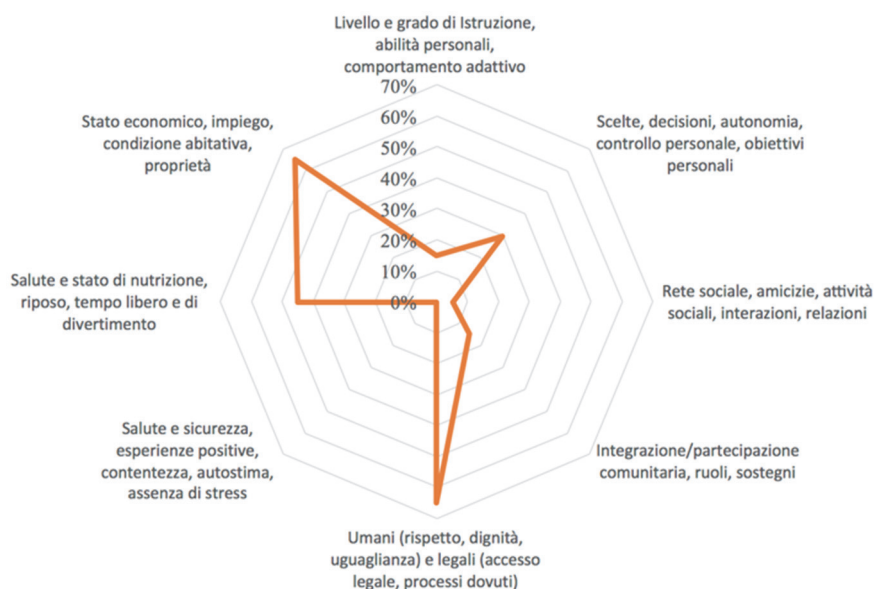 Livello e grado di Istruzione,
abilità personali,
comportamento adattivo
70%
60%
50%
40%
30%
20%
10%
0%
Scelte, decisioni, autonomia,
controllo personale, obiettivi
personali
Rete sociale, amicizie, attività
sociali, interazioni, relazioni
Integrazione/partecipazione
comunitaria, ruoli, sostegni
Umani (rispetto, dignità,
uguaglianza) e legali (accesso
legale, processi dovuti)
Salute e sicurezza,
esperienze positive,
contentezza, autostima,
assenza di stress
Salute e stato di nutrizione,
riposo, tempo libero e di
divertimento
Stato economico, impiego,
condizione abitativa,
proprietà